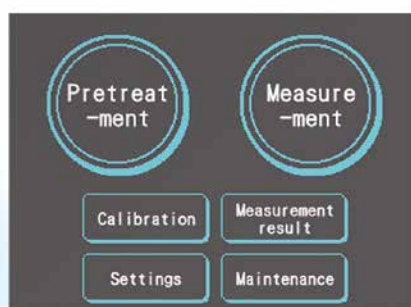 Pretreat
-ment
Measure
-ment
Calibration
Measurement
result
Settings
Maintenance